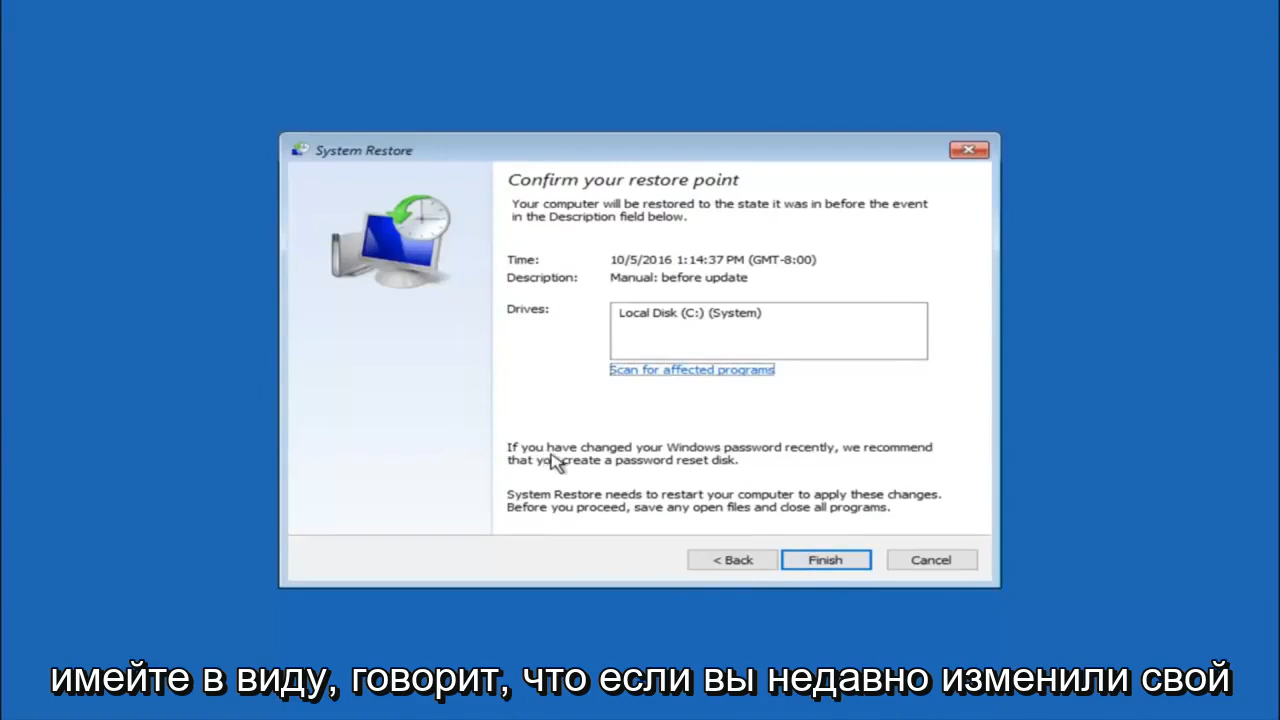 System Restore
Confirm your restore point
Your computer will be restored to the state it was in before the event
in the Description field below.
Time: 10/5/2016 1:14:37 PM (GMT-8:00)
Description: Manual: before update
Drives: Local Disk (C:) (System)
Scan for affected programs
If you have changed your Windows password recently, we recommend
that you create a password reset disk.
System Restore needs to restart your computer to apply these changes.
Before you proceed, save any open files and close all programs.
< Back Finish Cancel
имейте в виду, говорит, что если вы недавно изменили свой